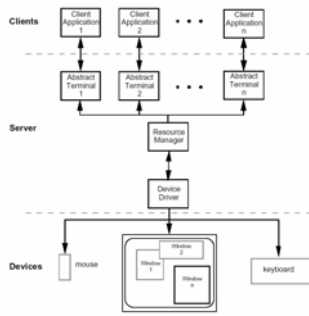 Clients
Client
Application
1
Client
Application
2
Client
Application
n
Abstract
Terminal
1
Abstract
Terminal
2
Abstract
Terminal
n
Server
Resource
Manager
Device
Driver
Devices
mouse
Window
1
Window
2
Window
n
keyboard